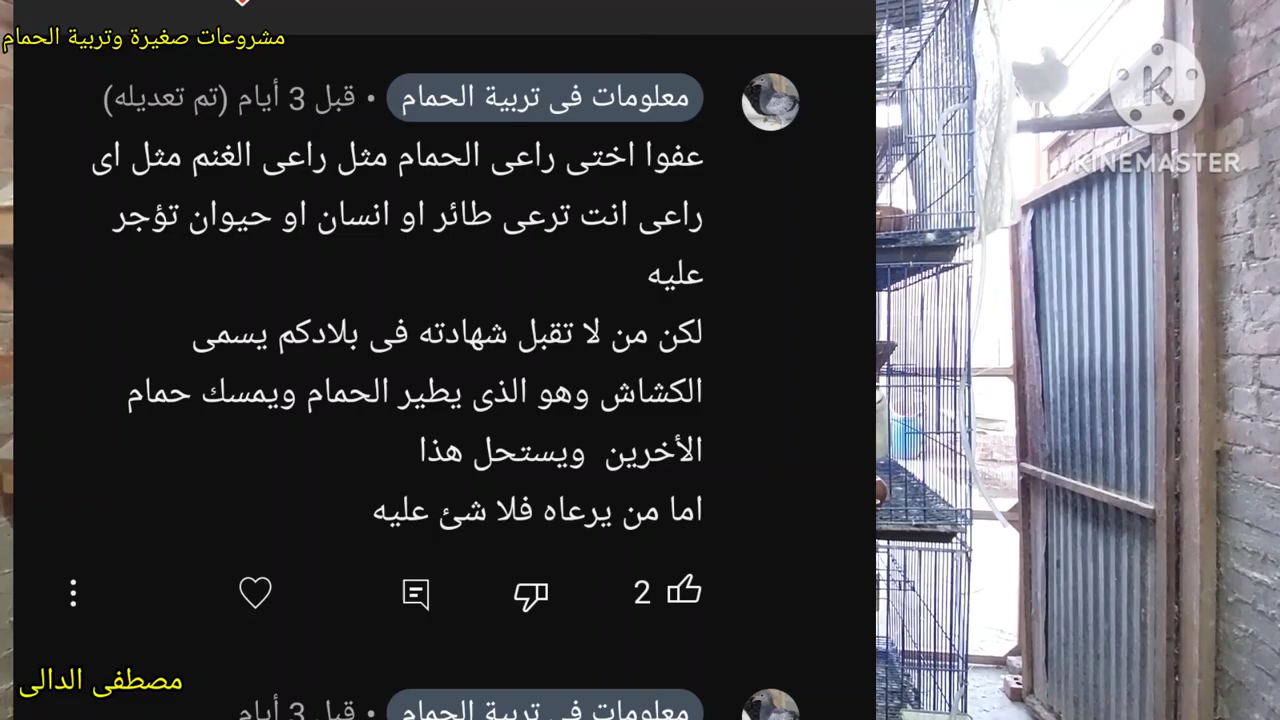 مشروعات صغيرة وتربية الحمام
معلومات فى تربية الحمام • قبل 3 أيام (تم تعديله)
عفوا اختى راعى الحمام مثل راعى الغنم مثل اى
راعى انت ترعى طائر او انسان او حيوان تؤجر
عليه
لكن من لا تقبل شهادته فى بلادكم يسمى
الكشاش وهو الذى يطير الحمام ويمسك حمام
الأخرين ويستحل هذا
اما من يرعاه فلا شئ عليه
2
مصطفى الدالى
معلومات فى تربية الحمام • قبل 3 أيام
KINEMASTER